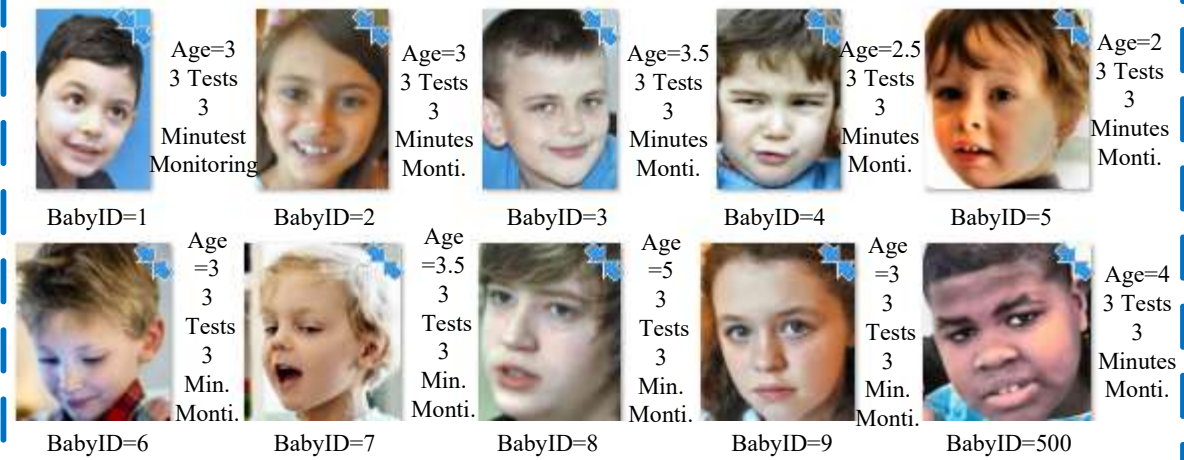 Age=3
3 Tests
3
Minutest
Monitoring
Age=3
3 Tests
3
Minutes
Monti.
Age=3.5
3 Tests
3
Minutes
Monti.
Age=2.5
3 Tests
3
Minutes
Monti.
Age=2
3 Tests
3
Minutes
Monti.
BabyID=1
BabyID=2
BabyID=3
BabyID=4
BabyID=5
Age
=3
3
Tests
3
Min.
Monti.
Age
=3.5
3
Tests
3
Min.
Monti.
Age
=5
3
Tests
3
Min.
Monti.
Age
=3
3
Tests
3
Min.
Monti.
Age=4
3 Tests
3
Minutes
Monti.
BabyID=6
BabyID=7
BabyID=8
BabyID=9
BabyID=500